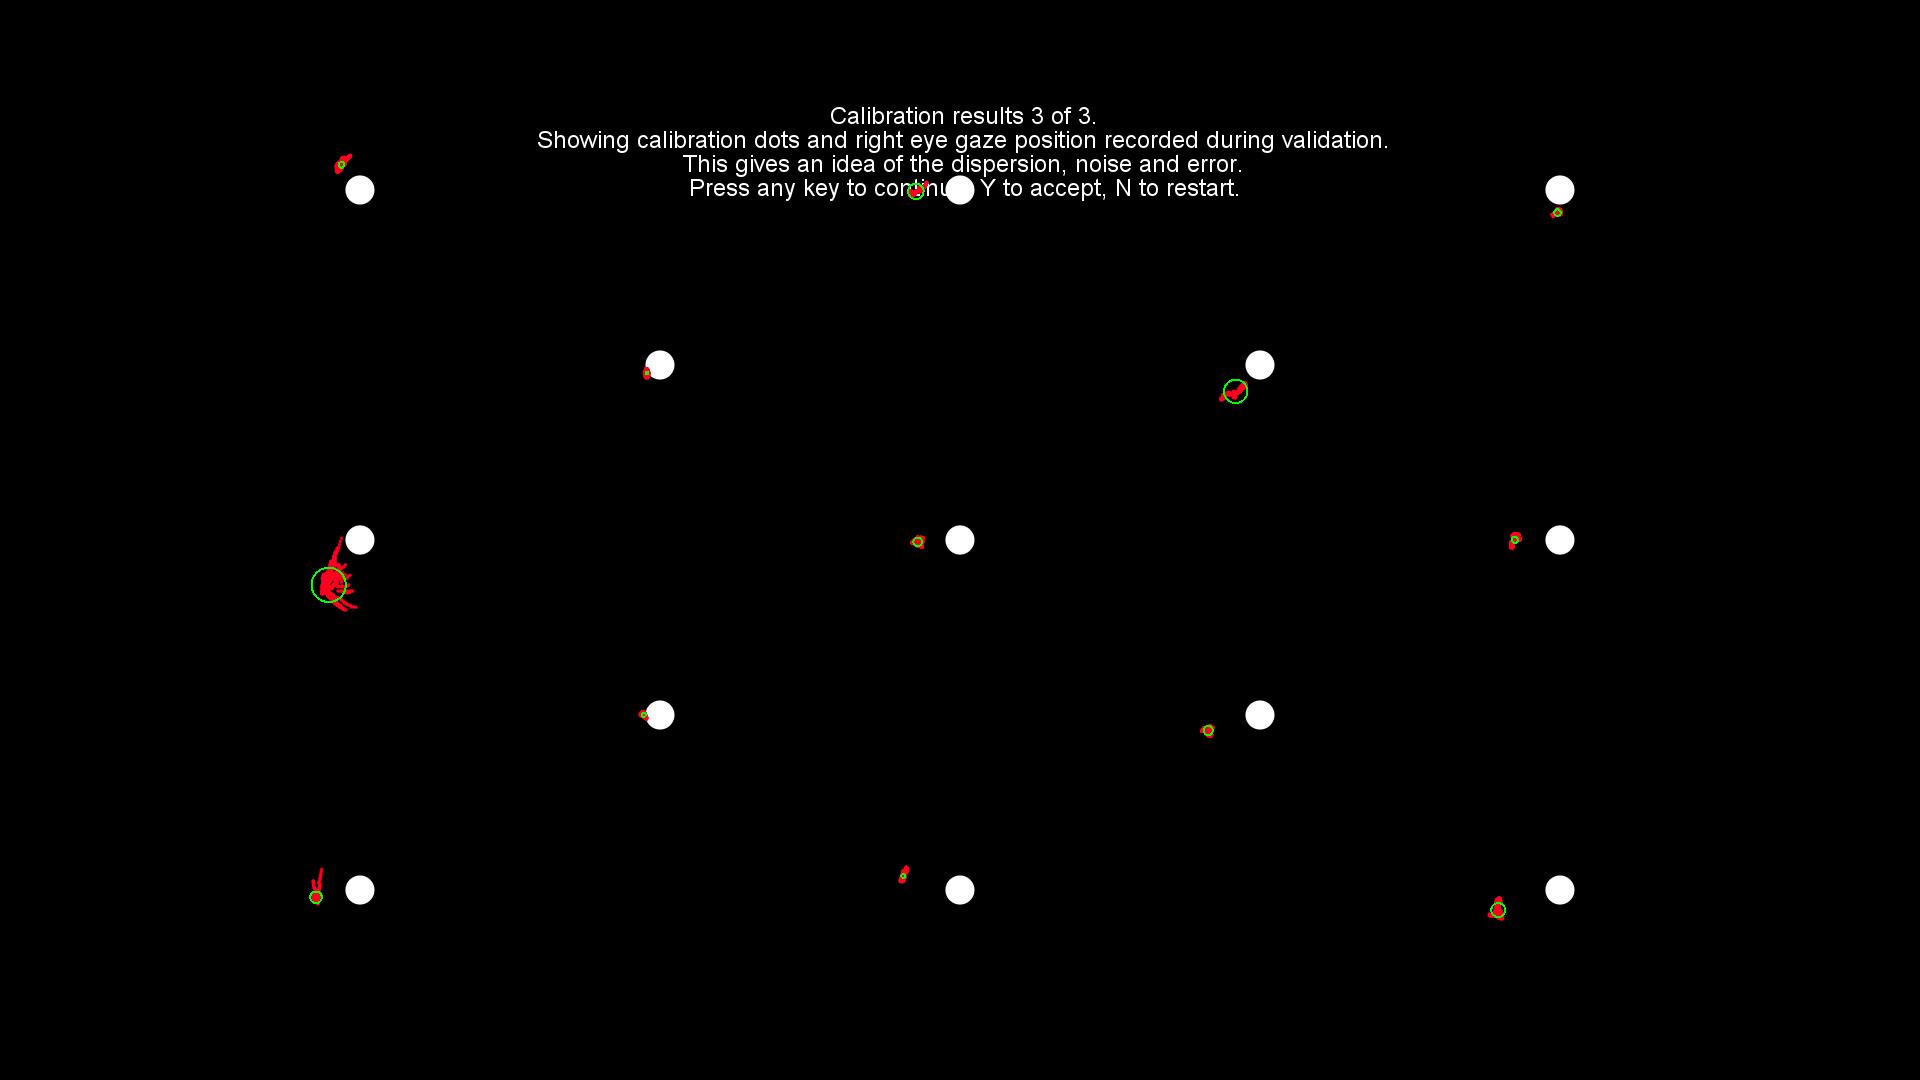 Calibration results 3 of 3.
Showing calibration dots and right eye gaze position recorded during validation.
This gives an idea of the dispersion, noise and error.
Press any key to continu Y to accept, N to restart.